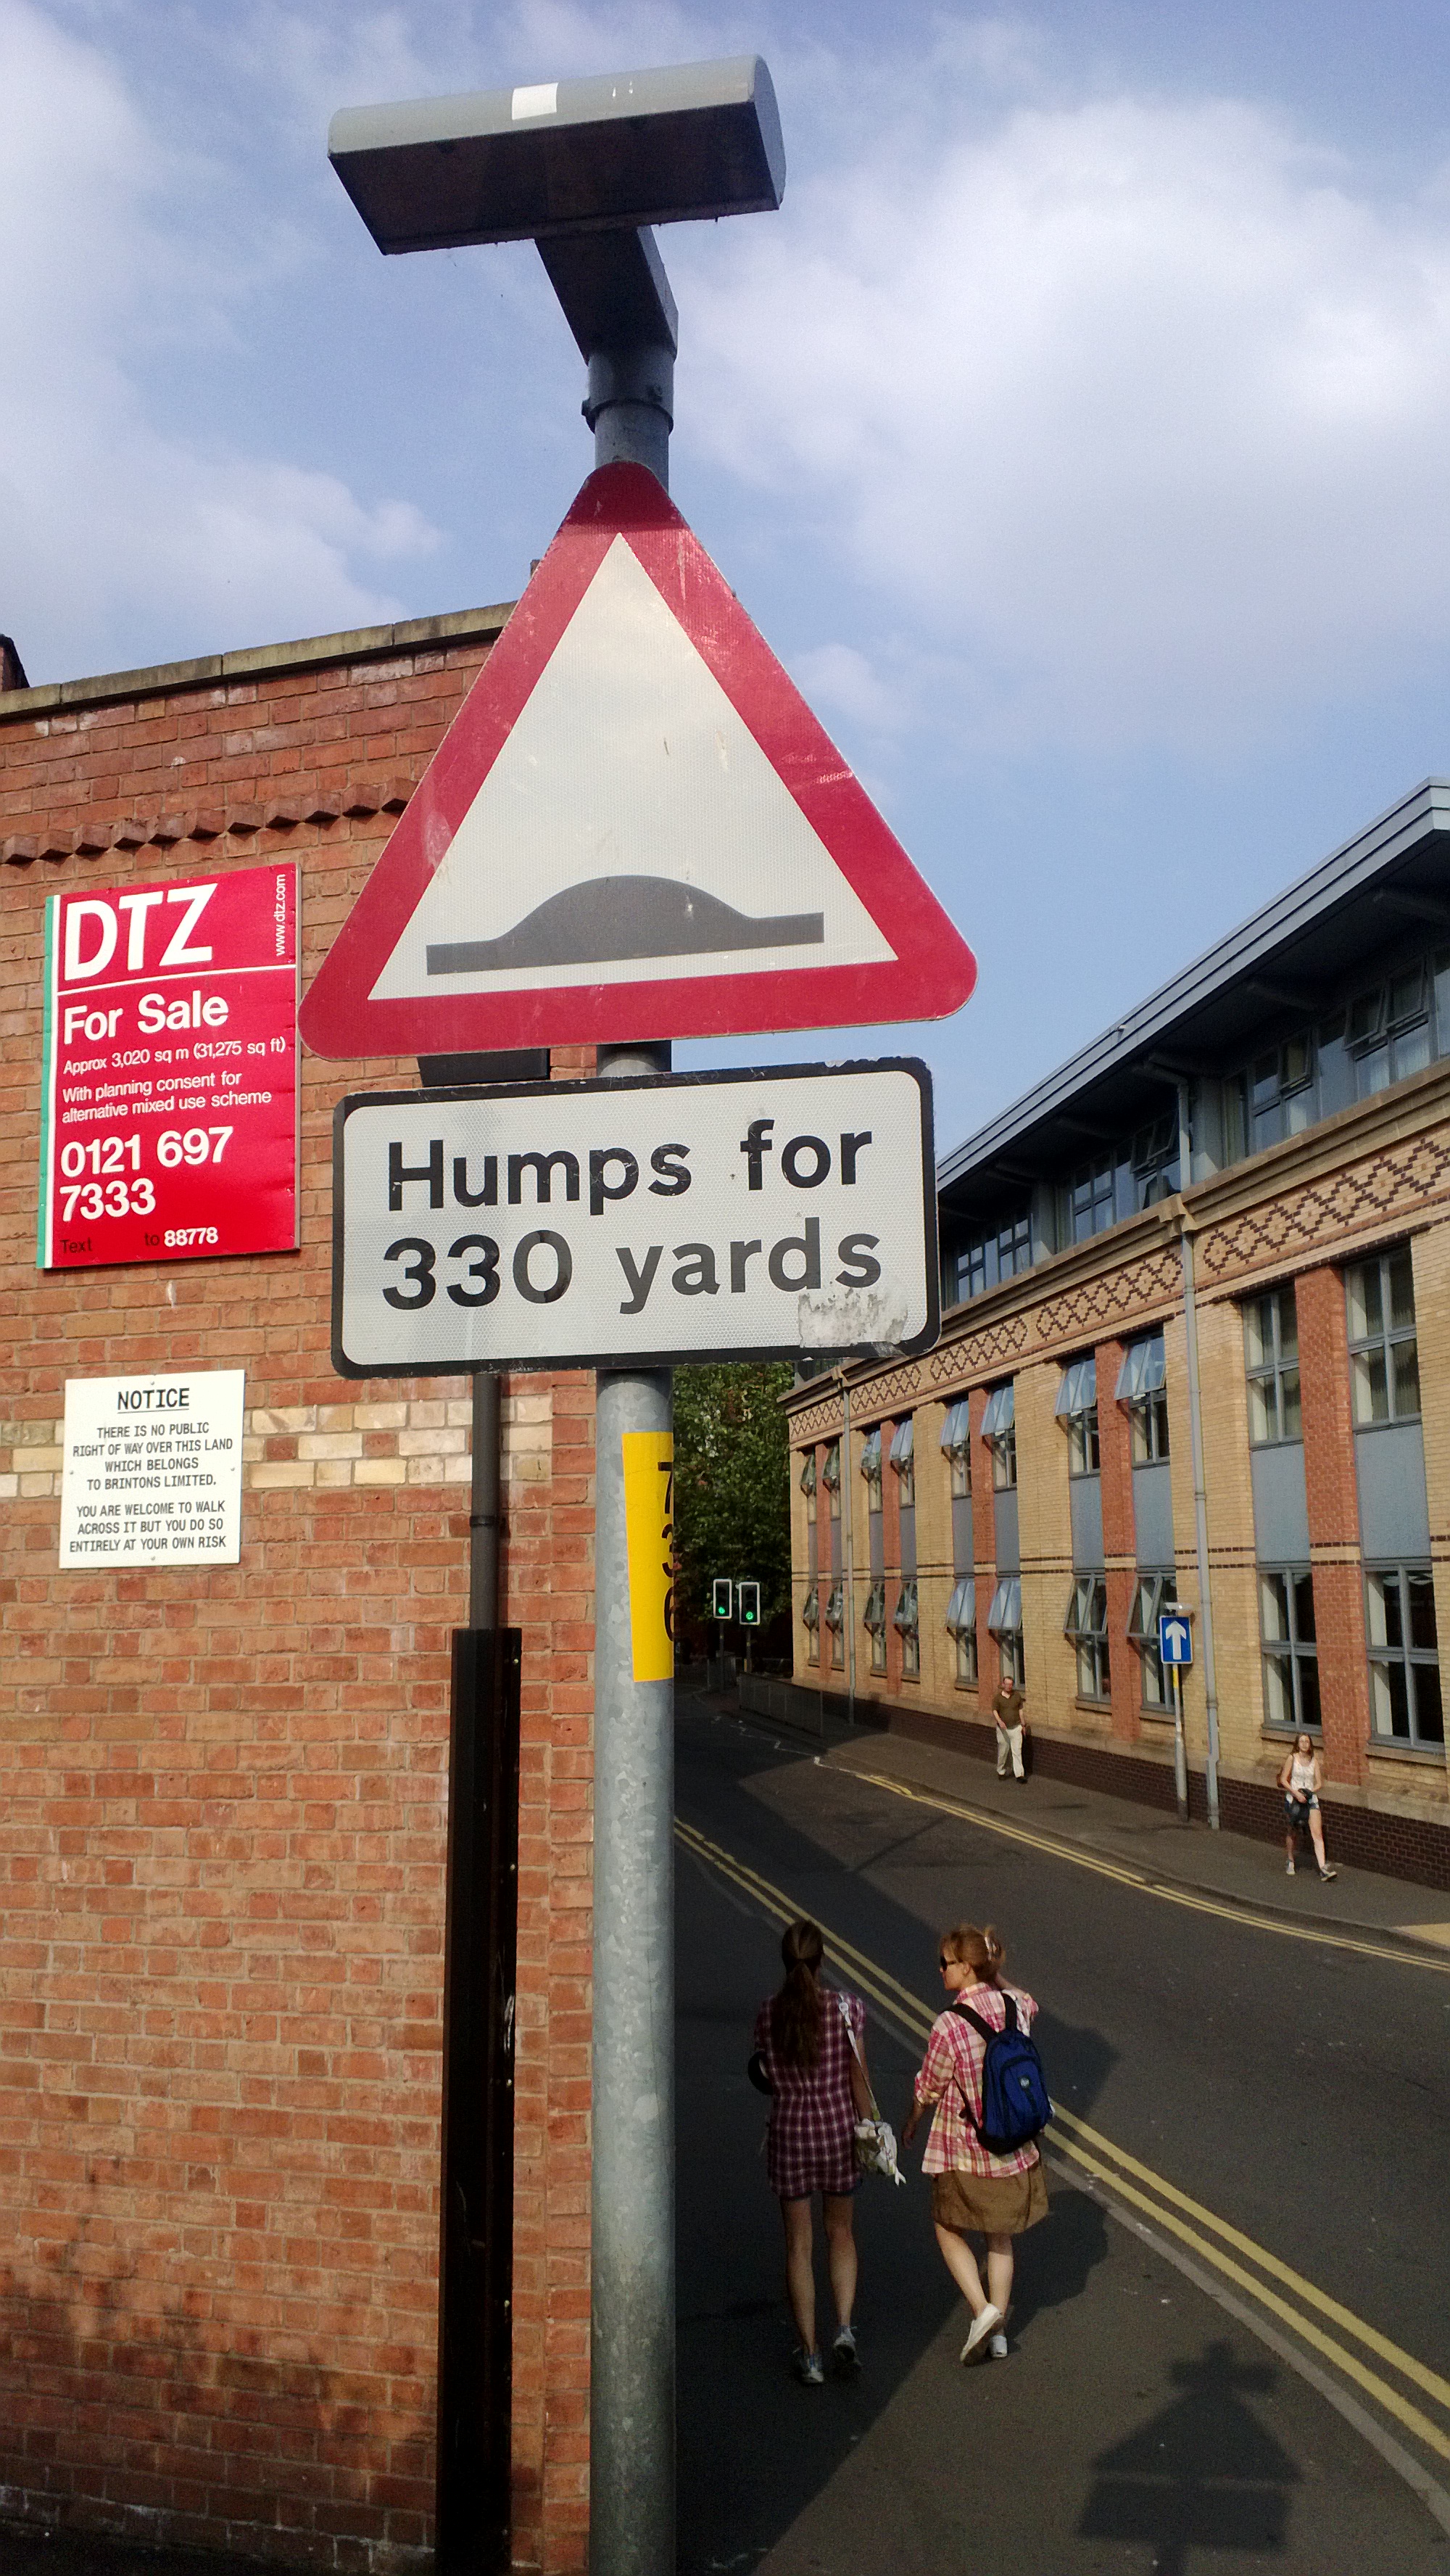 DTZ
www.dtz.com
For Sale
Approx 3,020 sq m (31,275 sq ft)
With planning consent for
alternative mixed use scheme
0121 697
7333
Text to 88778
Humps for
330 yards
NOTICE
THERE IS NO PUBLIC
RIGHT OF WAY OVER THIS LAND
WHICH BELONGS
TO BRINTONS LIMITED.
YOU ARE WELCOME TO WALK
ACROSS IT BUT YOU DO SO
ENTIRELY AT YOUR OWN RISK
7
3
6